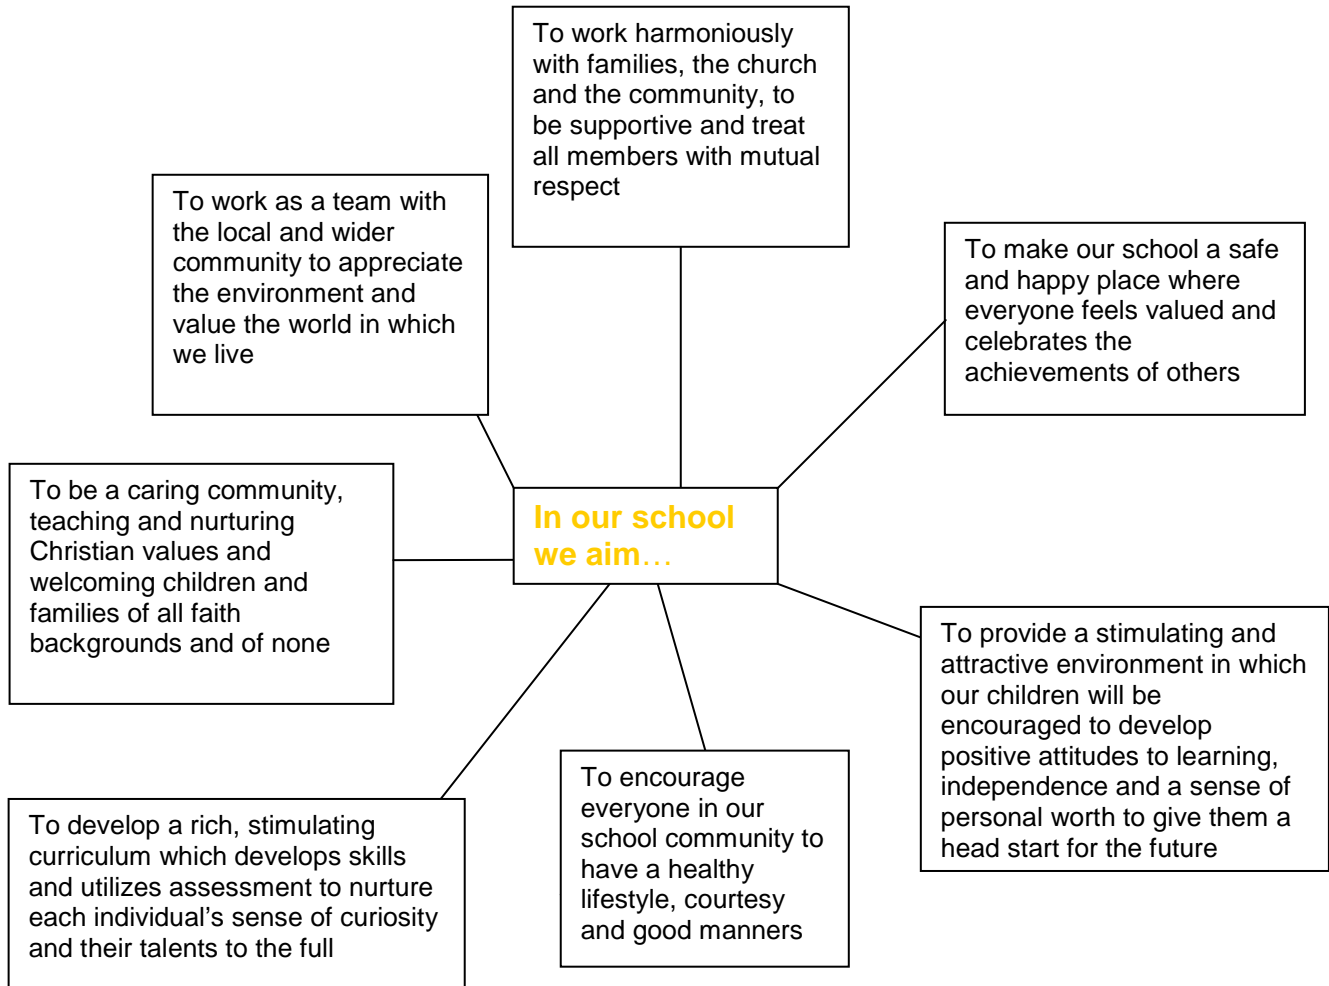 To work harmoniously
with families, the church
and the community, to
be supportive and treat
all members with mutual
respect
To work as a team with
the local and wider
community to appreciate
the environment and
value the world in which
we live
To make our school a safe
and happy place where
everyone feels valued and
celebrates the
achievements of others
To be a caring community,
teaching and nurturing
Christian values and
welcoming children and
families of all faith
backgrounds and of none
In our school
we aim…
To provide a stimulating and
attractive environment in which
our children will be
encouraged to develop
positive attitudes to learning,
independence and a sense of
personal worth to give them a
head start for the future
To encourage
everyone in our
school community to
have a healthy
lifestyle, courtesy
and good manners
To develop a rich, stimulating
curriculum which develops skills
and utilizes assessment to nurture
each individual’s sense of curiosity
and their talents to the full